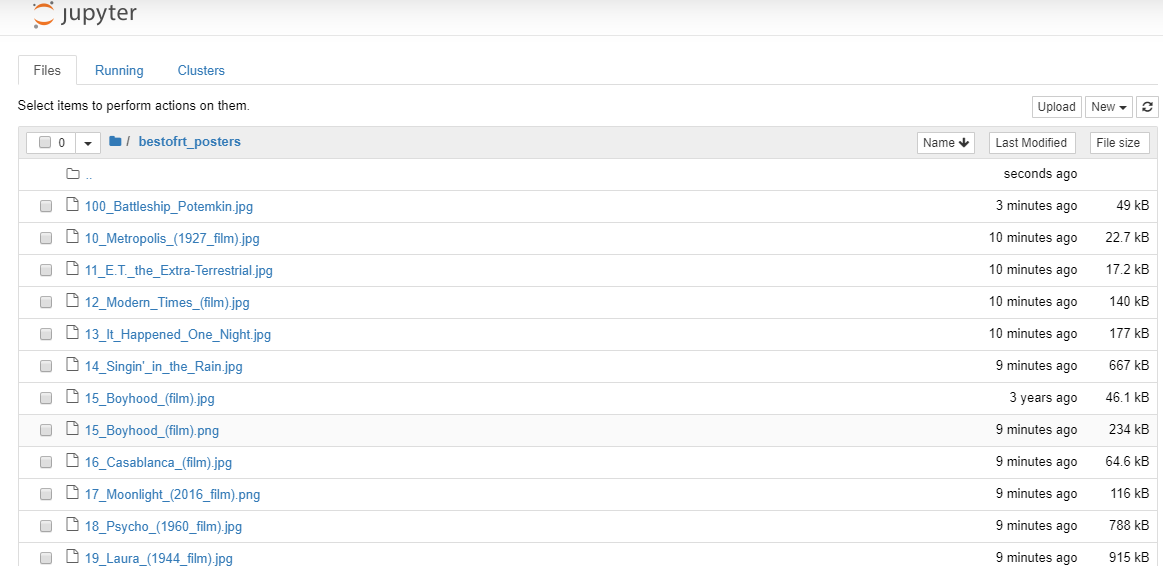 jupyter
Files Running Clusters
Select items to perform actions on them. Upload New
0 / bestofrt_posters Name Last Modified File size
.. seconds ago
100_Battleship_Potemkin.jpg 3 minutes ago 49 kB
10_Metropolis_(1927_film).jpg 10 minutes ago 22.7 kB
11_E.T._the_Extra-Terrestrial.jpg 10 minutes ago 17.2 kB
12_Modern_Times_(film).jpg 10 minutes ago 140 kB
13_It_Happened_One_Night.jpg 10 minutes ago 177 kB
14_Singin'_in_the_Rain.jpg 9 minutes ago 667 kB
15_Boyhood_(film).jpg 3 years ago 46.1 kB
15_Boyhood_(film).png 9 minutes ago 234 kB
16_Casablanca_(film).jpg 9 minutes ago 64.6 kB
17_Moonlight_(2016_film).png 9 minutes ago 116 kB
18_Psycho_(1960_film).jpg 9 minutes ago 788 kB
19_Laura_(1944_film).jpg 9 minutes ago 915 kB